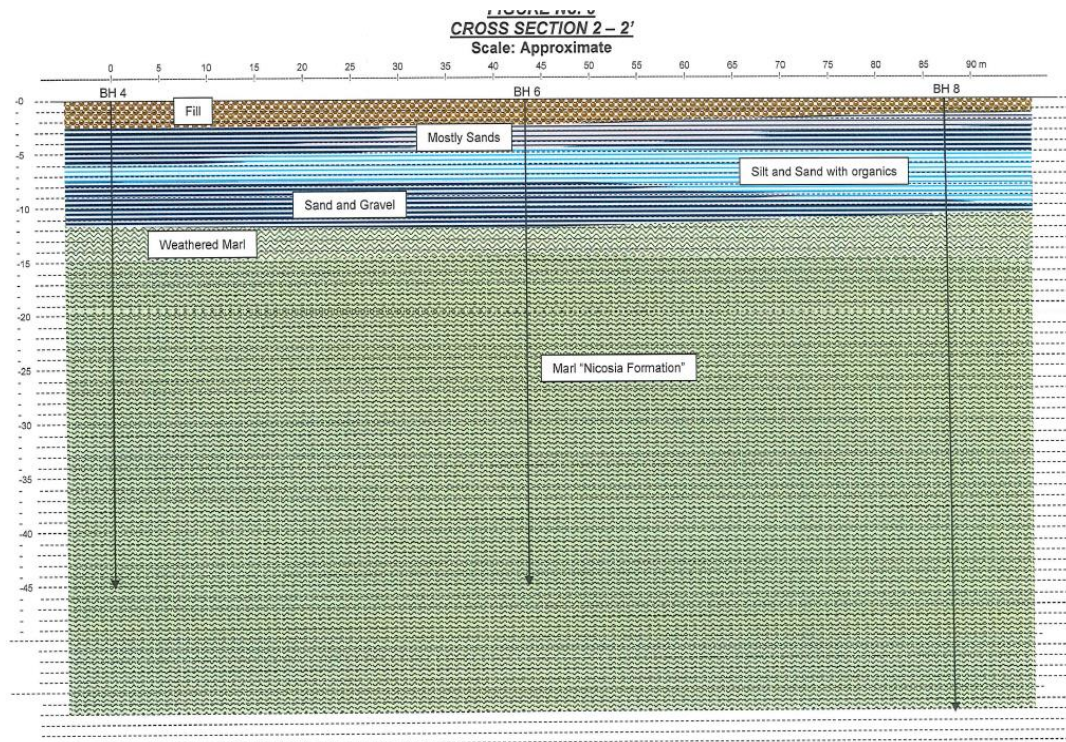 CROSS SECTION 2 – 2'
Scale: Approximate
0 5 10 15 20 25 30 35 40 45 50 55 60 65 70 75 80 85 90 m
BH 4 BH 6 BH 8
-0
Fill
Mostly Sands
-5
Silt and Sand with organics
Sand and Gravel
-10
Weathered Marl
-15
-20
Marl "Nicosia Formation"
-25
-30
-35
-40
-45